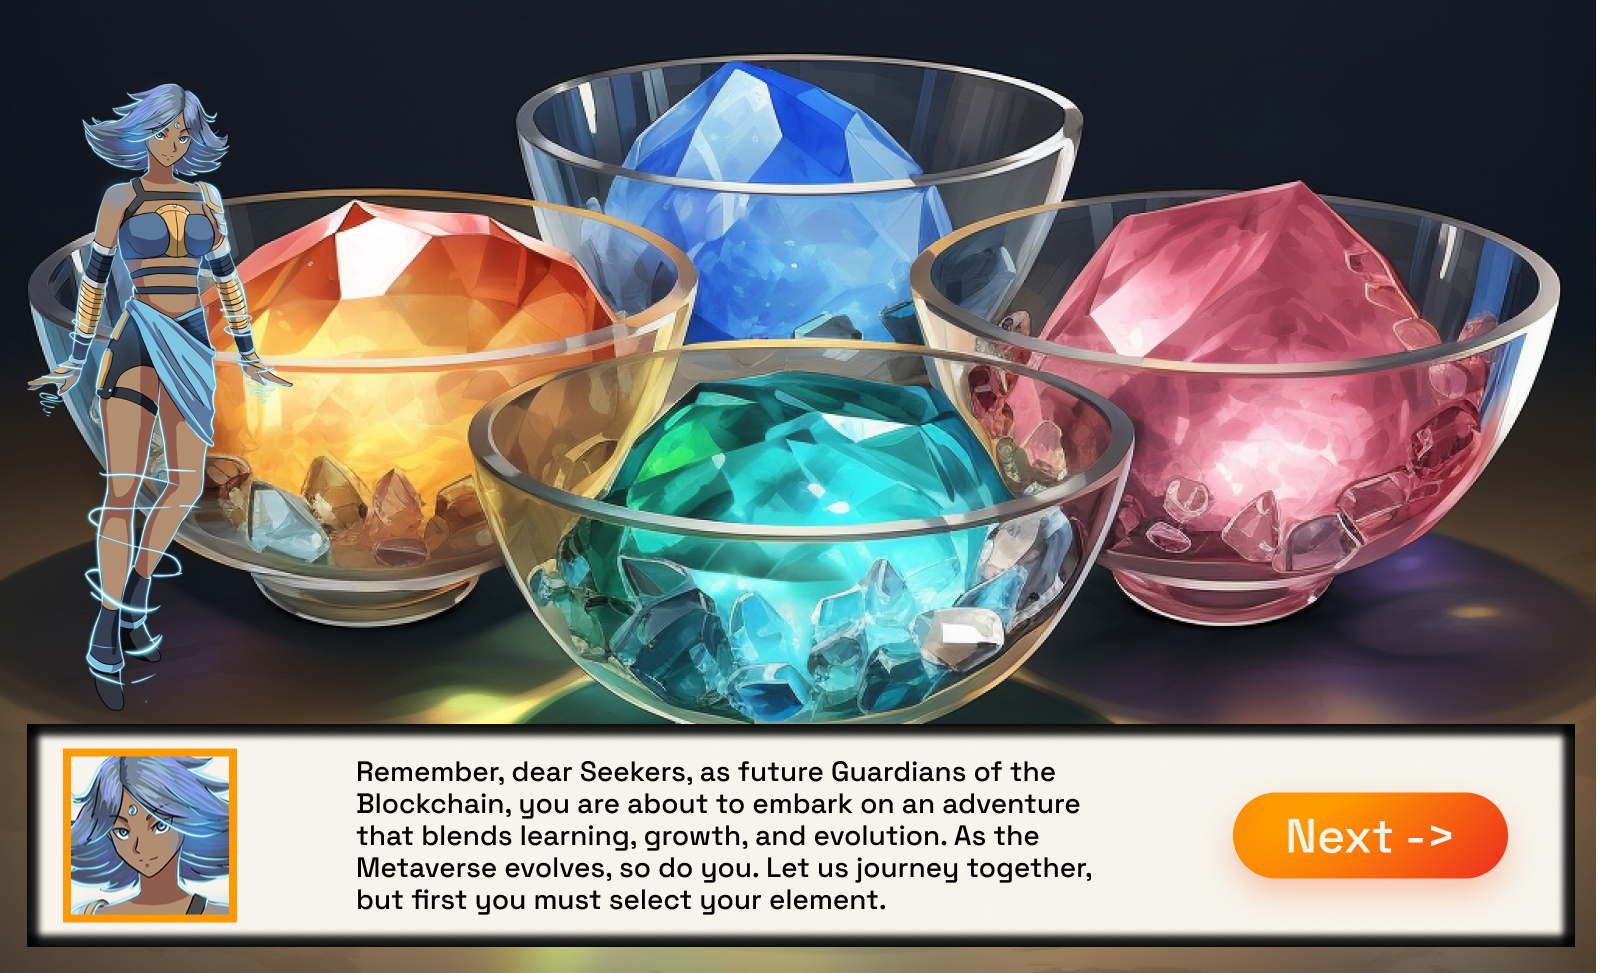 Remember, dear Seekers, as future Guardians of the
Blockchain, you are about to embark on an adventure
that blends learning, growth, and evolution. As the
Metaverse evolves, so do you. Let us journey together,
but first you must select your element.
Next ->